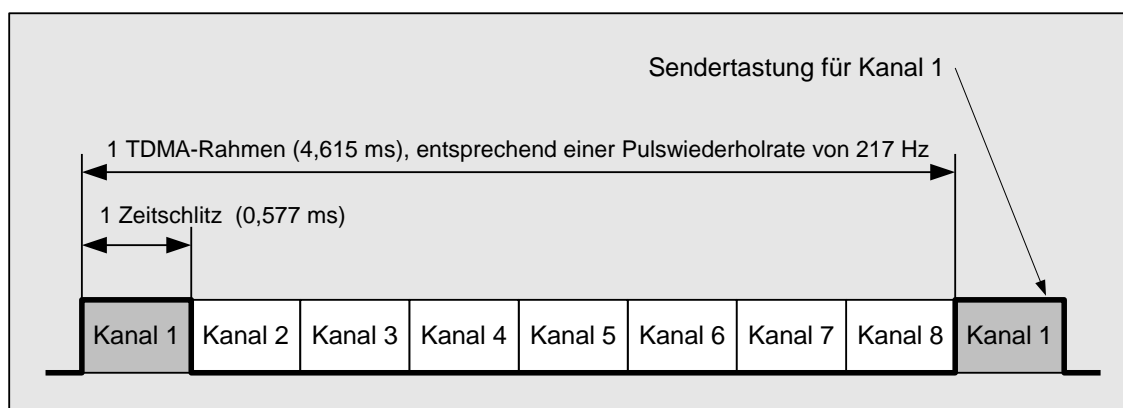 Sendertastung für Kanal 1
1 TDMA-Rahmen (4,615 ms), entsprechend einer Pulswiederholrate von 217 Hz
1 Zeitschlitz (0,577 ms)
Kanal 1 Kanal 2 Kanal 3 Kanal 4 Kanal 5 Kanal 6 Kanal 7 Kanal 8 Kanal 1